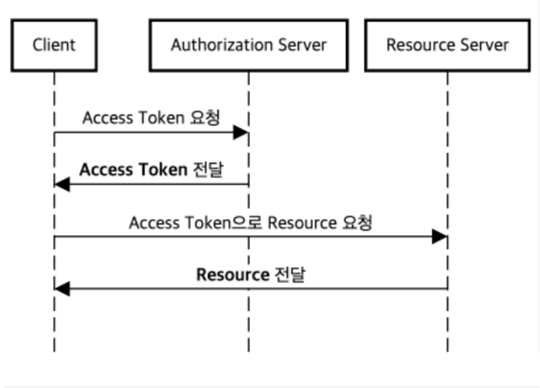 Client
Authorization Server
Resource Server
Access Token 요청
Access Token 전달
Access Token으로 Resource 요청
Resource 전달